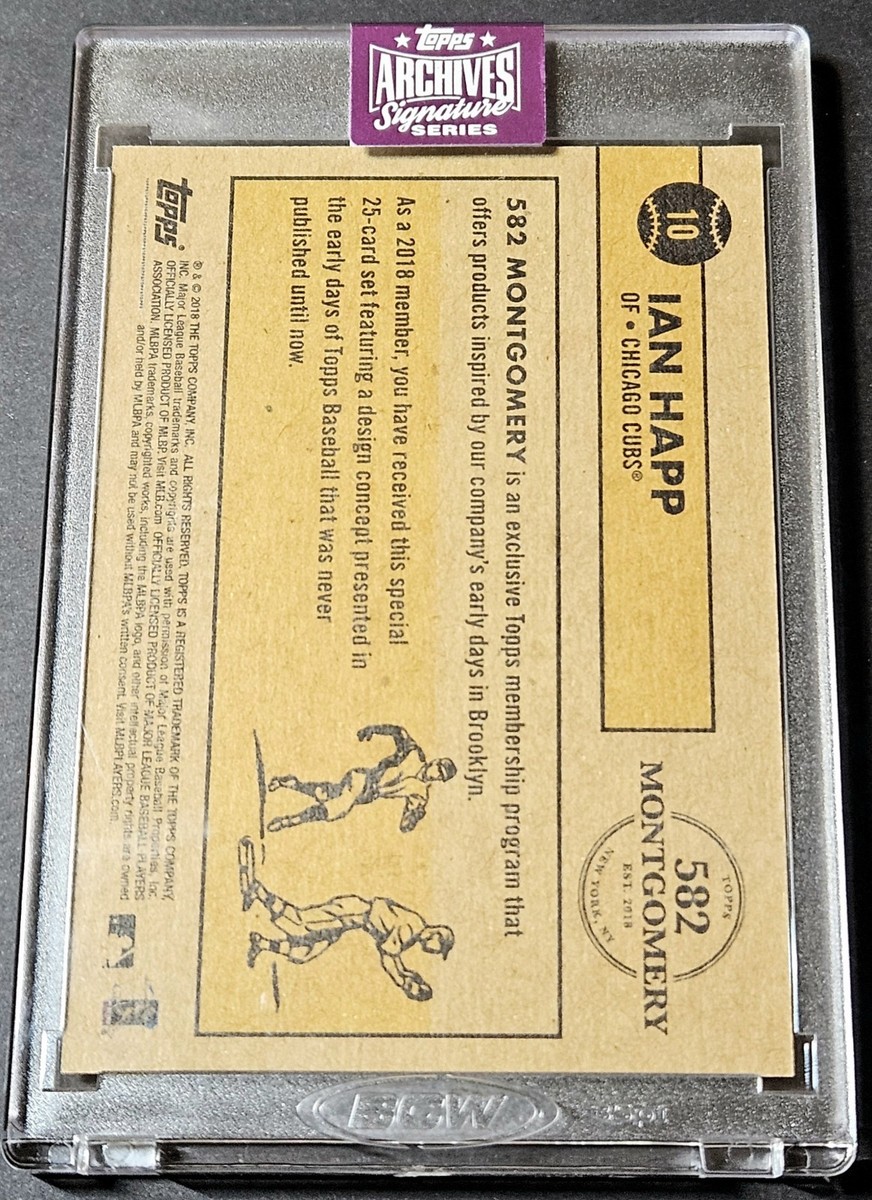 topps
ARCHIVES
Signature
SERIES
10
IAN HAPP
OF • CHICAGO CUBS®
TOPPS
582
MONTGOMERY
EST. 2018
NEW YORK, NY
582 MONTGOMERY is an exclusive Topps membership program that
offers products inspired by our company's early days in Brooklyn.
As a 2018 member, you have received this special
25-card set featuring a design concept presented in
the early days of Topps Baseball that was never
published until now.
topps®
® & © 2018 THE TOPPS COMPANY, INC. ALL RIGHTS RESERVED. TOPPS IS A REGISTERED TRADEMARK OF THE TOPPS COMPANY,
INC. Major League Baseball trademarks and copyrights are used with permission of Major League Baseball Properties, Inc.
OFFICIALLY LICENSED PRODUCT OF MLBP. Visit MLB.com OFFICIALLY LICENSED PRODUCT OF MAJOR LEAGUE BASEBALL PLAYERS
ASSOCIATION. MLBPA trademarks, copyrighted works, including the MLBPA logo, and other intellectual property rights are owned
and/or held by MLBPA and may not be used without MLBPA's written consent. Visit MLBPLAYERS.com.